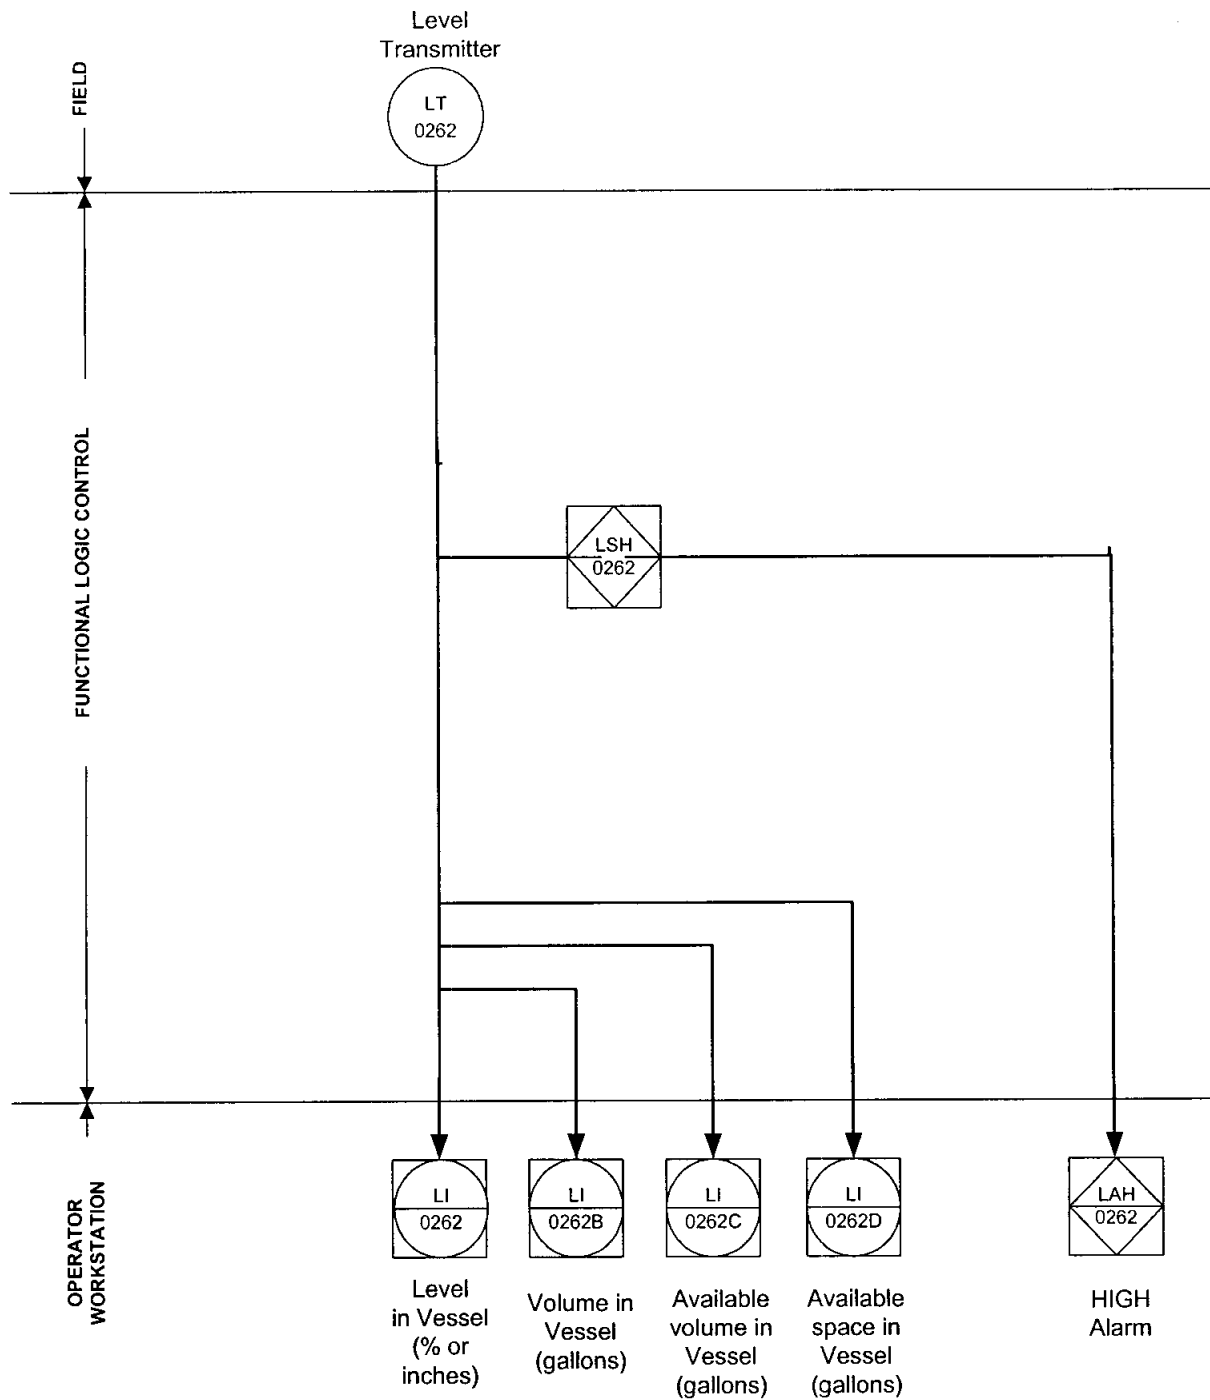 Level
Transmitter
LT
0262
FIELD
FUNCTIONAL LOGIC CONTROL
LSH
0262
OPERATOR
WORKSTATION
LI
0262
LI
0262B
LI
0262C
LI
0262D
LAH
0262
Level
in Vessel
(% or
inches)
Volume in
Vessel
(gallons)
Available
volume in
Vessel
(gallons)
Available
space in
Vessel
(gallons)
HIGH
Alarm